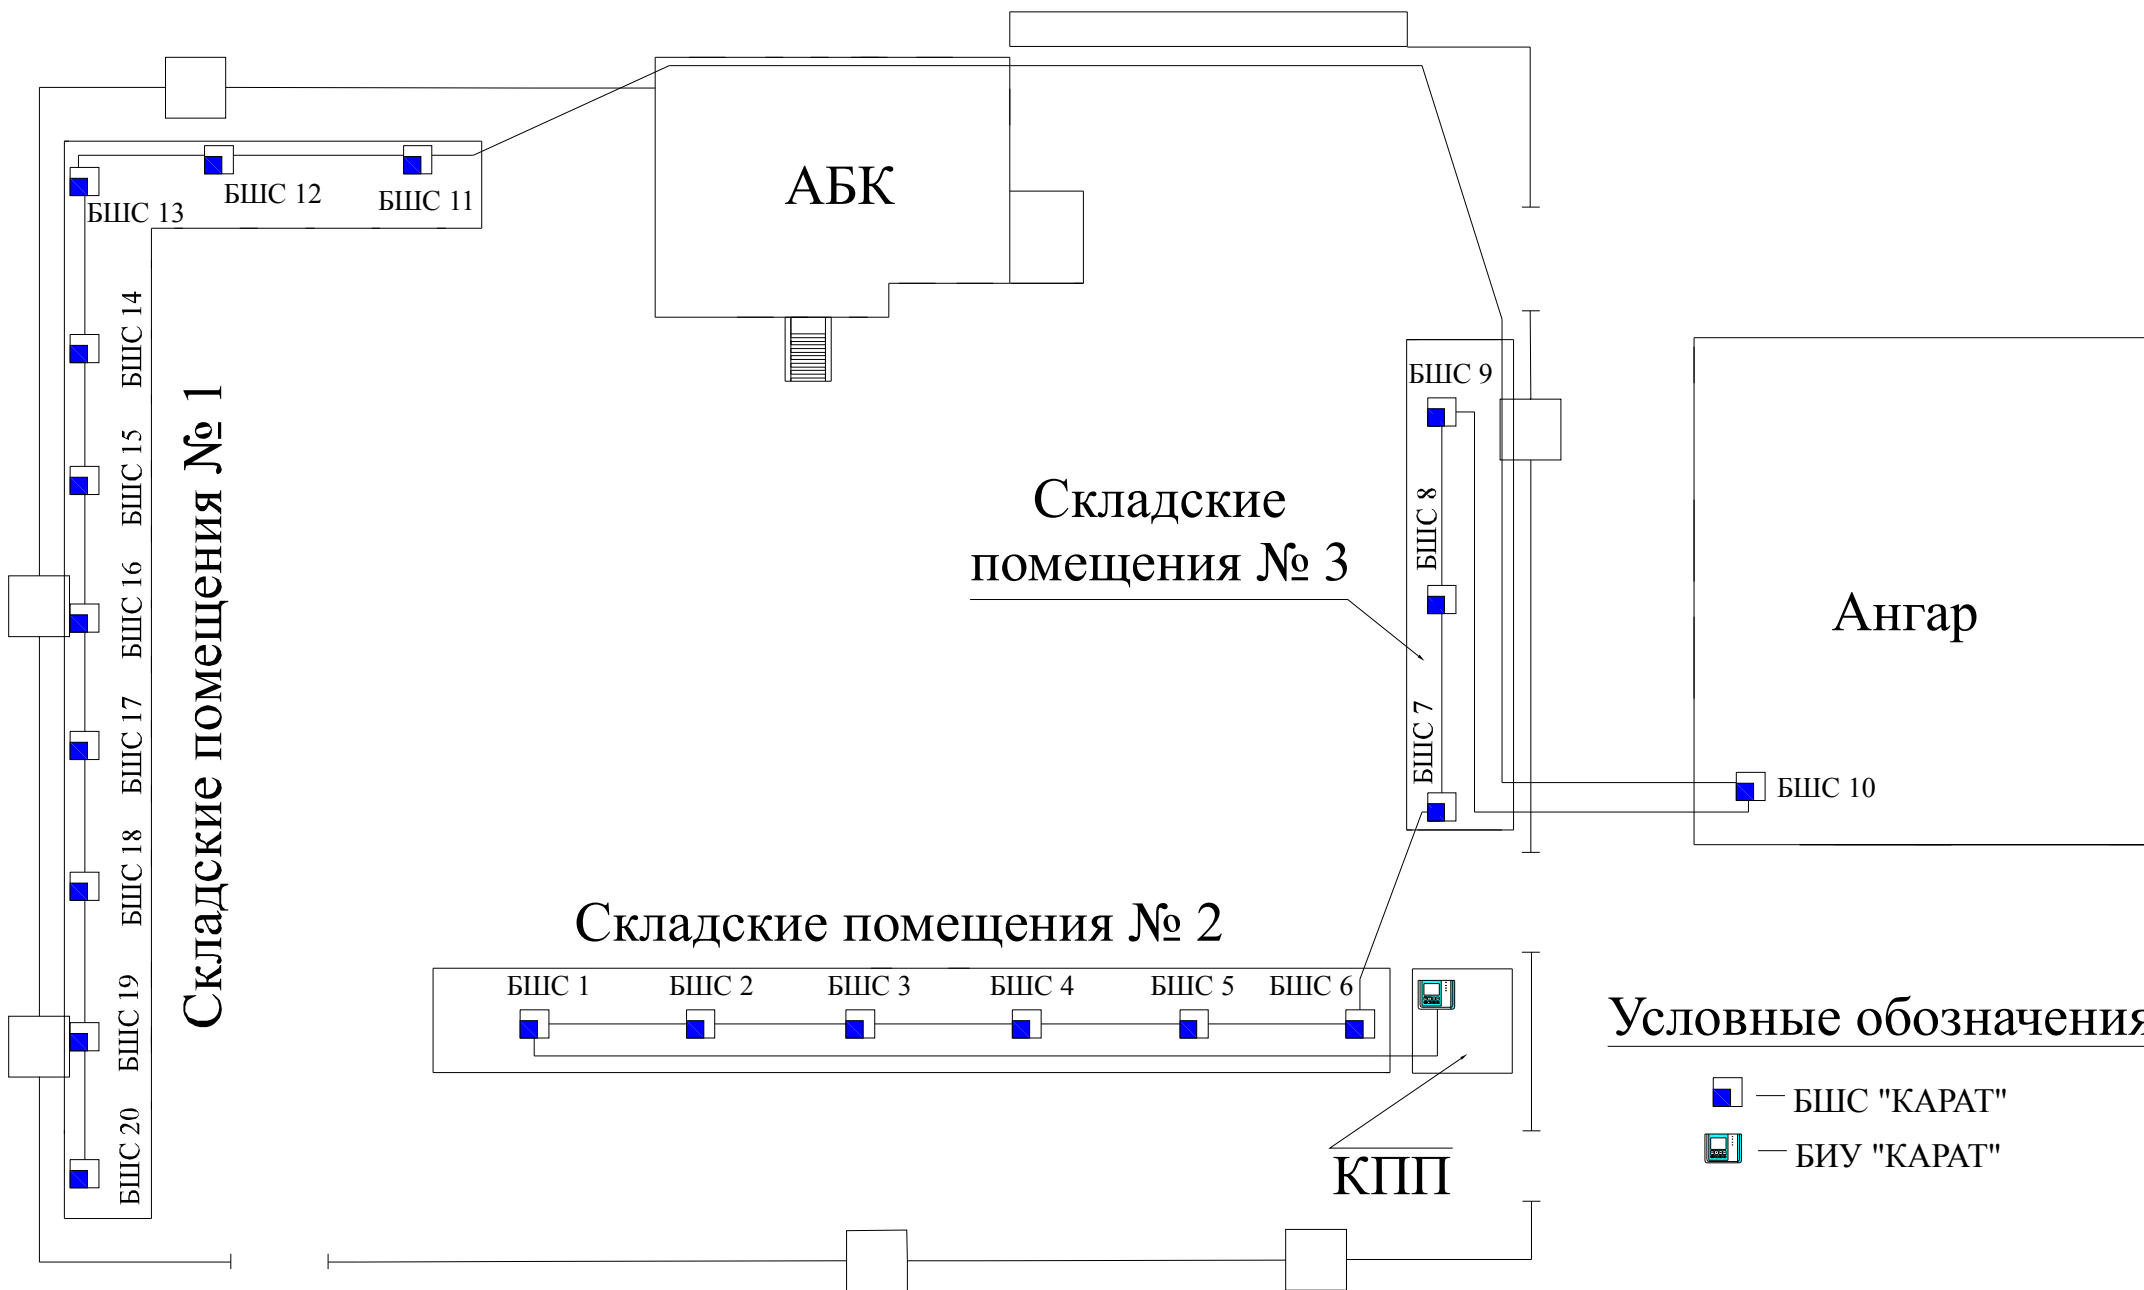 АБК
БШС 12
БШС 11
БШС 13
БШС 14
БШС 15
БШС 16
БШС 17
БШС 18
БШС 19
БШС 20
Складские помещения № 1
БШС 9
БШС 8
БШС 7
Складские
помещения № 3
Ангар
БШС 10
Складские помещения № 2
БШС 1
БШС 2
БШС 3
БШС 4
БШС 5
БШС 6
КПП
Условные обозначения
БШС "КАРАТ"
БИУ "КАРАТ"